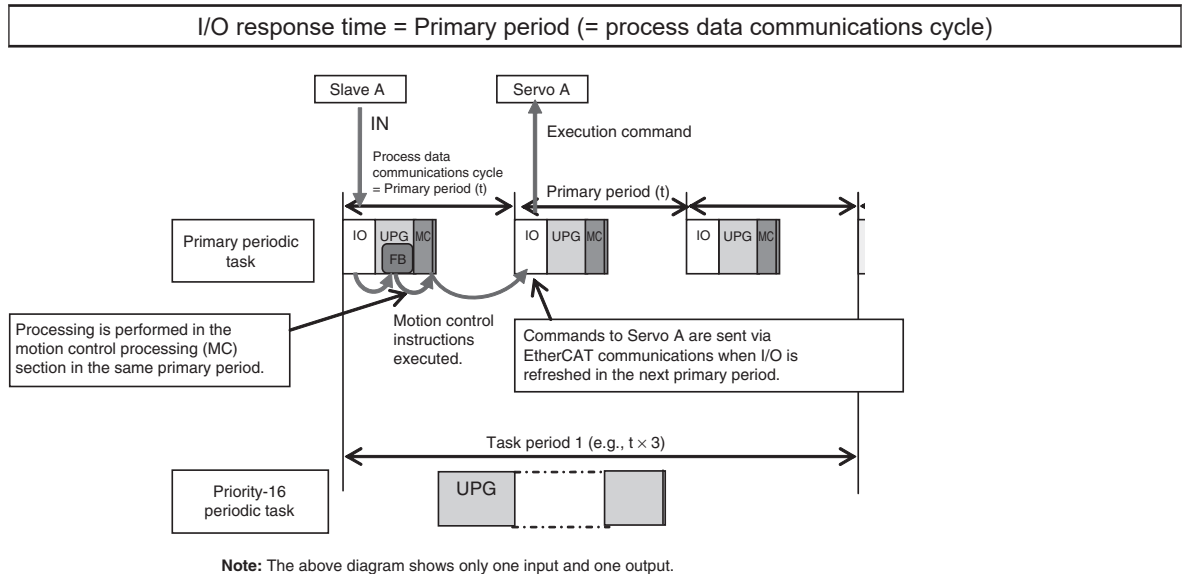 I/O response time = Primary period (= process data communications cycle)
Slave A
Servo A
IN
Execution command
Process data
communications cycle
= Primary period (t)
Primary period (t)
Primary periodic
task
IO
UPG
MC
FB
IO
UPG
MC
IO
UPG
MC
Processing is performed in the
motion control processing (MC)
section in the same primary period.
Motion control
instructions
executed.
Commands to Servo A are sent via
EtherCAT communications when I/O is
refreshed in the next primary period.
Task period 1 (e.g., t × 3)
Priority-16
periodic task
UPG
Note: The above diagram shows only one input and one output.